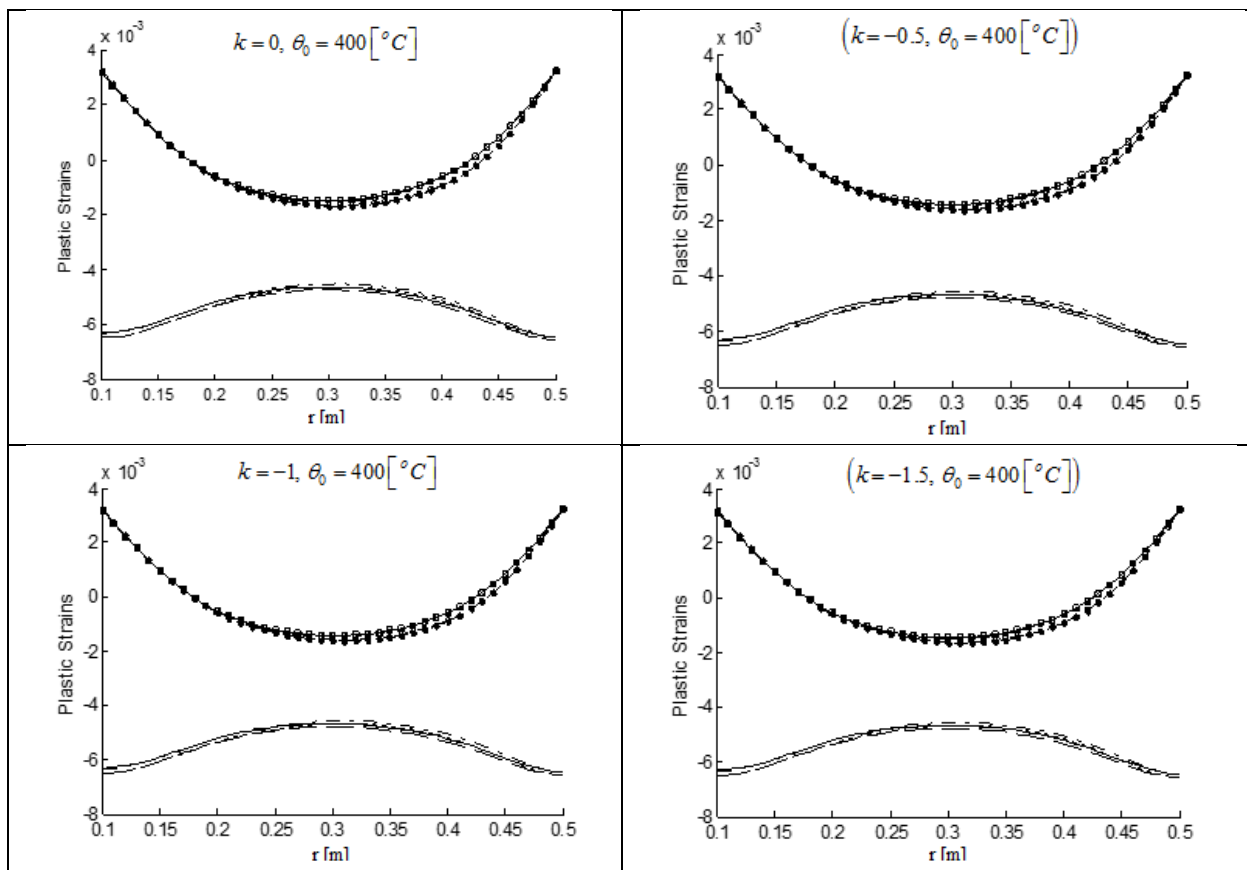 x 10⁻³
k = 0, θ₀ = 400[°C]
4
2
0
-2
-4
-6
-8
Plastic Strains
0.1 0.15 0.2 0.25 0.3 0.35 0.4 0.45 0.5
r [m]
x 10⁻³
(k = −0.5, θ₀ = 400[°C])
4
2
0
-2
-4
-6
-8
Plastic Strains
0.1 0.15 0.2 0.25 0.3 0.35 0.4 0.45 0.5
r [m]
x 10⁻³
k = −1, θ₀ = 400[°C]
4
2
0
-2
-4
-6
-8
Plastic Strains
0.1 0.15 0.2 0.25 0.3 0.35 0.4 0.45 0.5
r [m]
x 10⁻³
(k = −1.5, θ₀ = 400[°C])
4
2
0
-2
-4
-6
-8
Plastic Strains
0.1 0.15 0.2 0.25 0.3 0.35 0.4 0.45 0.5
r [m]